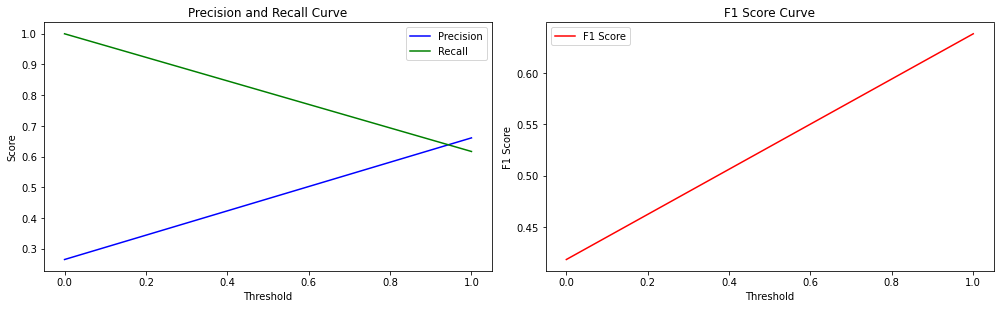 Precision and Recall Curve
Score
1.0
0.9
0.8
0.7
0.6
0.5
0.4
0.3
Precision
Recall
0.0 0.2 0.4 0.6 0.8 1.0
Threshold
F1 Score Curve
F1 Score
0.60
0.55
0.50
0.45
F1 Score
0.0 0.2 0.4 0.6 0.8 1.0
Threshold